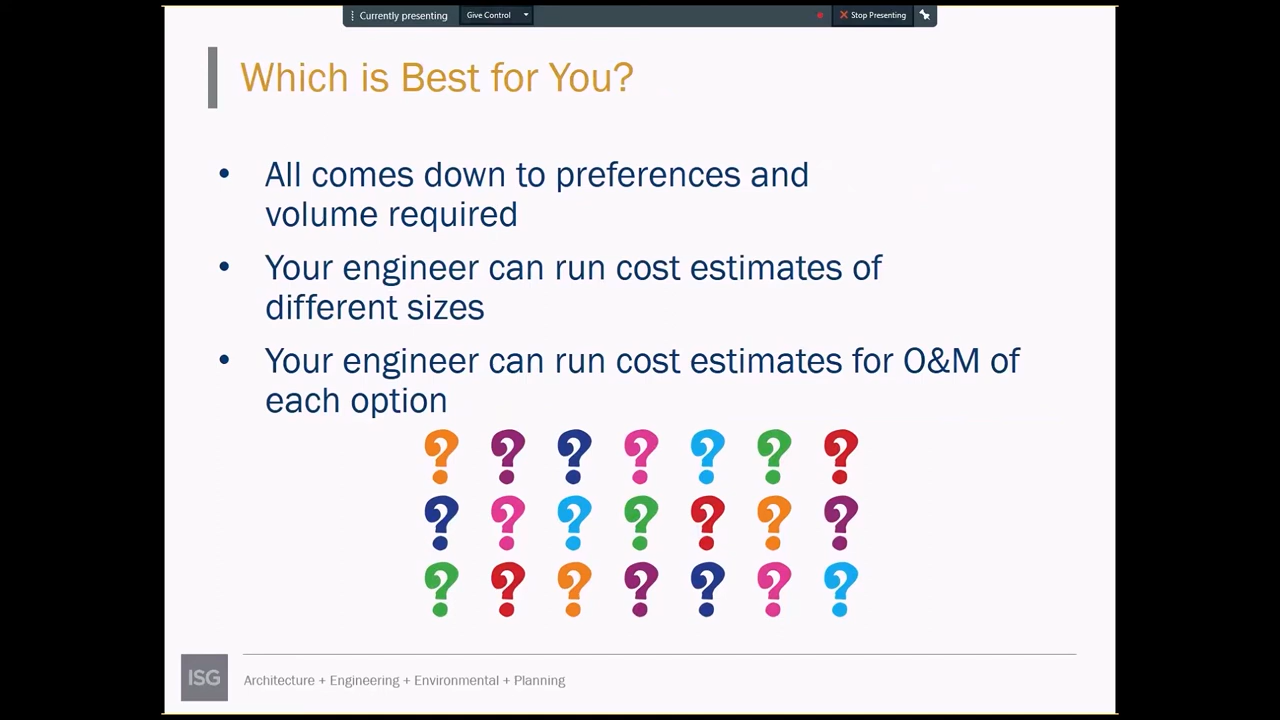 Currently presenting Give Control Stop Presenting
Which is Best for You?
• All comes down to preferences and
volume required
• Your engineer can run cost estimates of
different sizes
• Your engineer can run cost estimates for O&M of
each option
? ? ? ? ? ? ?
? ? ? ? ? ? ?
? ? ? ? ? ? ?
ISG Architecture + Engineering + Environmental + Planning